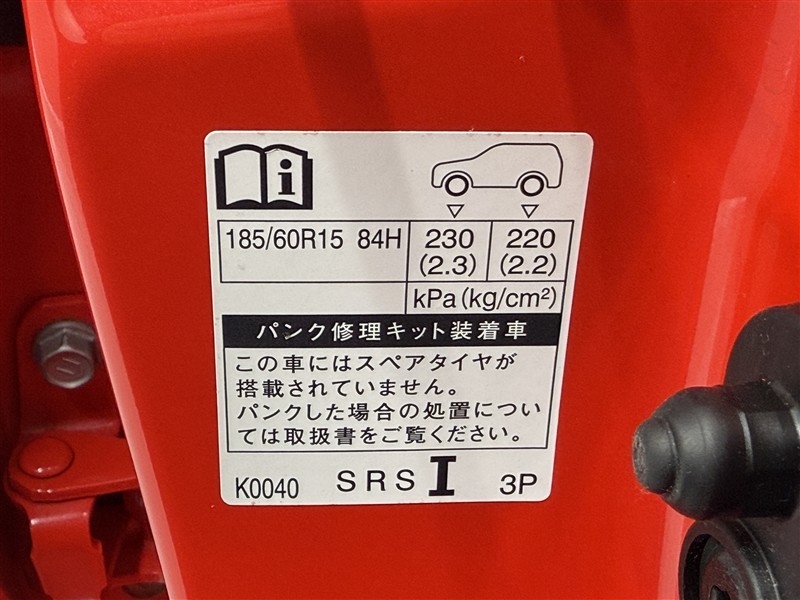 i
185/60R15 84H 230 220
(2.3) (2.2)
kPa(kg/cm²)
パンク修理キット装着車
この車にはスペアタイヤが
搭載されていません。
パンクした場合の処置につい
ては取扱書をご覧ください。
K0040 SRS I 3P